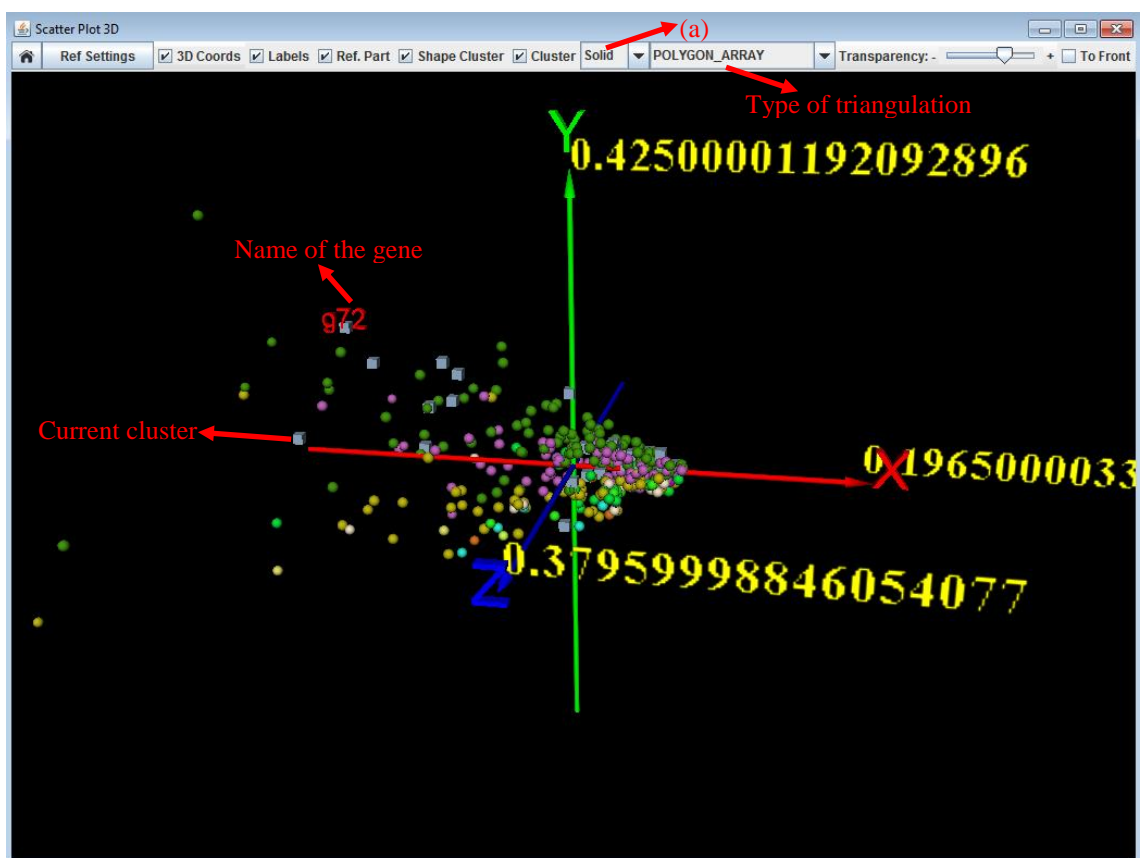 Scatter Plot 3D
(a)
Ref Settings 3D Coords Labels Ref. Part Shape Cluster Cluster Solid POLYGON_ARRAY Transparency: - + To Front
Type of triangulation
Y
0.42500001192092896
Name of the gene
g72
Current cluster
X
0.1965000033
Z
0.37959998846054077